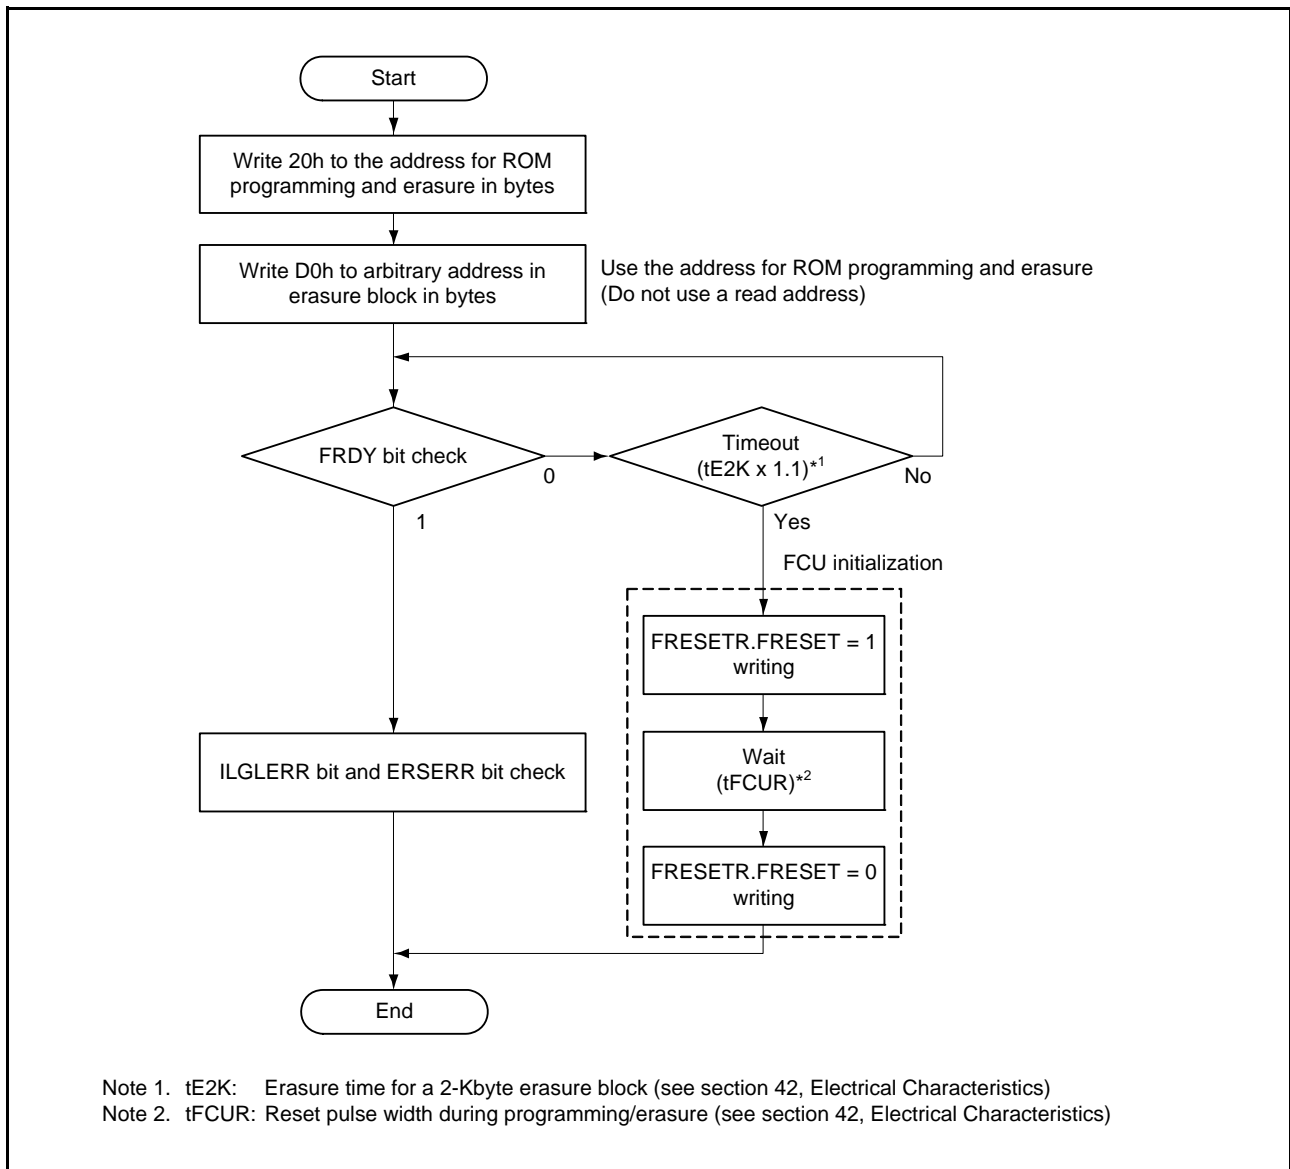 Start
Write 20h to the address for ROM
programming and erasure in bytes
Write D0h to arbitrary address in
erasure block in bytes
Use the address for ROM programming and erasure
(Do not use a read address)
FRDY bit check
0
Timeout
(tE2K x 1.1)*1
No
1
Yes
FCU initialization
FRESETR.FRESET = 1
writing
Wait
(tFCUR)*2
ILGLERR bit and ERSERR bit check
FRESETR.FRESET = 0
writing
End
Note 1. tE2K: Erasure time for a 2-Kbyte erasure block (see section 42, Electrical Characteristics)
Note 2. tFCUR: Reset pulse width during programming/erasure (see section 42, Electrical Characteristics)